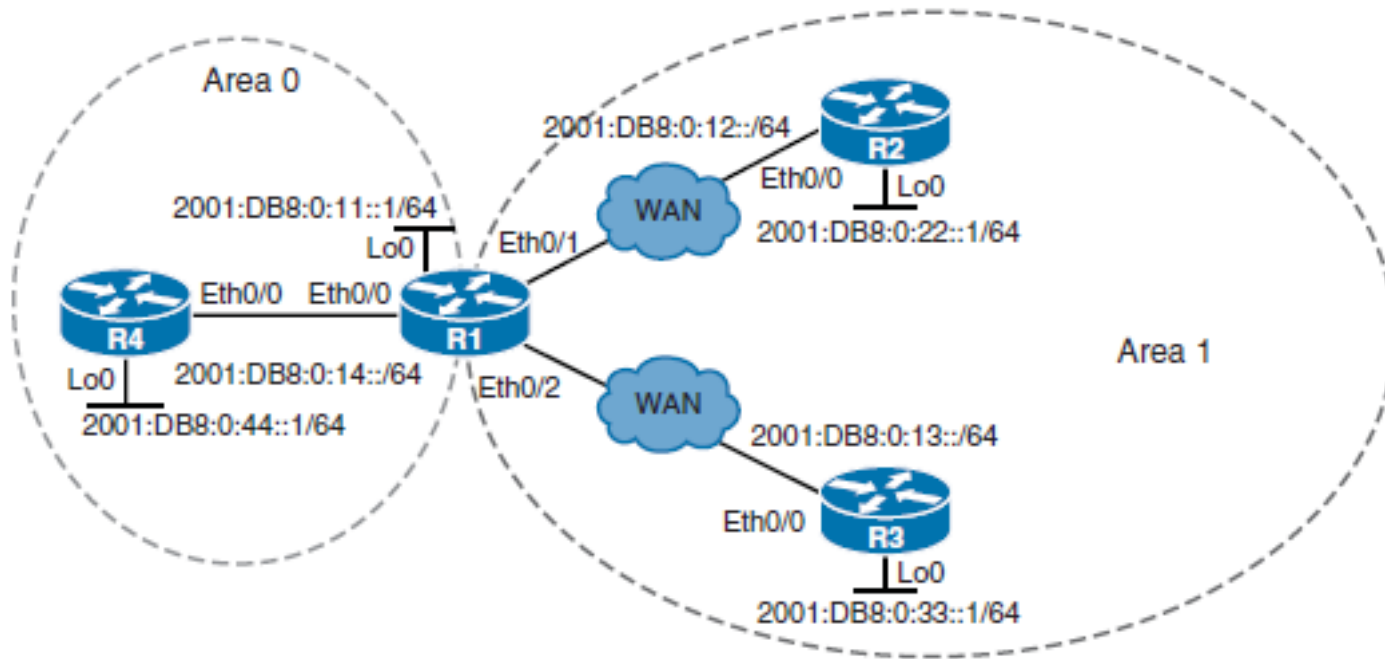 Area 0
2001:DB8:0:12::/64
R2
Eth0/0
Lo0
2001:DB8:0:22::1/64
WAN
2001:DB8:0:11::1/64
Lo0
Eth0/1
Eth0/0
Eth0/0
R4
R1
Area 1
Lo0
2001:DB8:0:14::/64
2001:DB8:0:44::1/64
Eth0/2
WAN
2001:DB8:0:13::/64
Eth0/0
R3
Lo0
2001:DB8:0:33::1/64